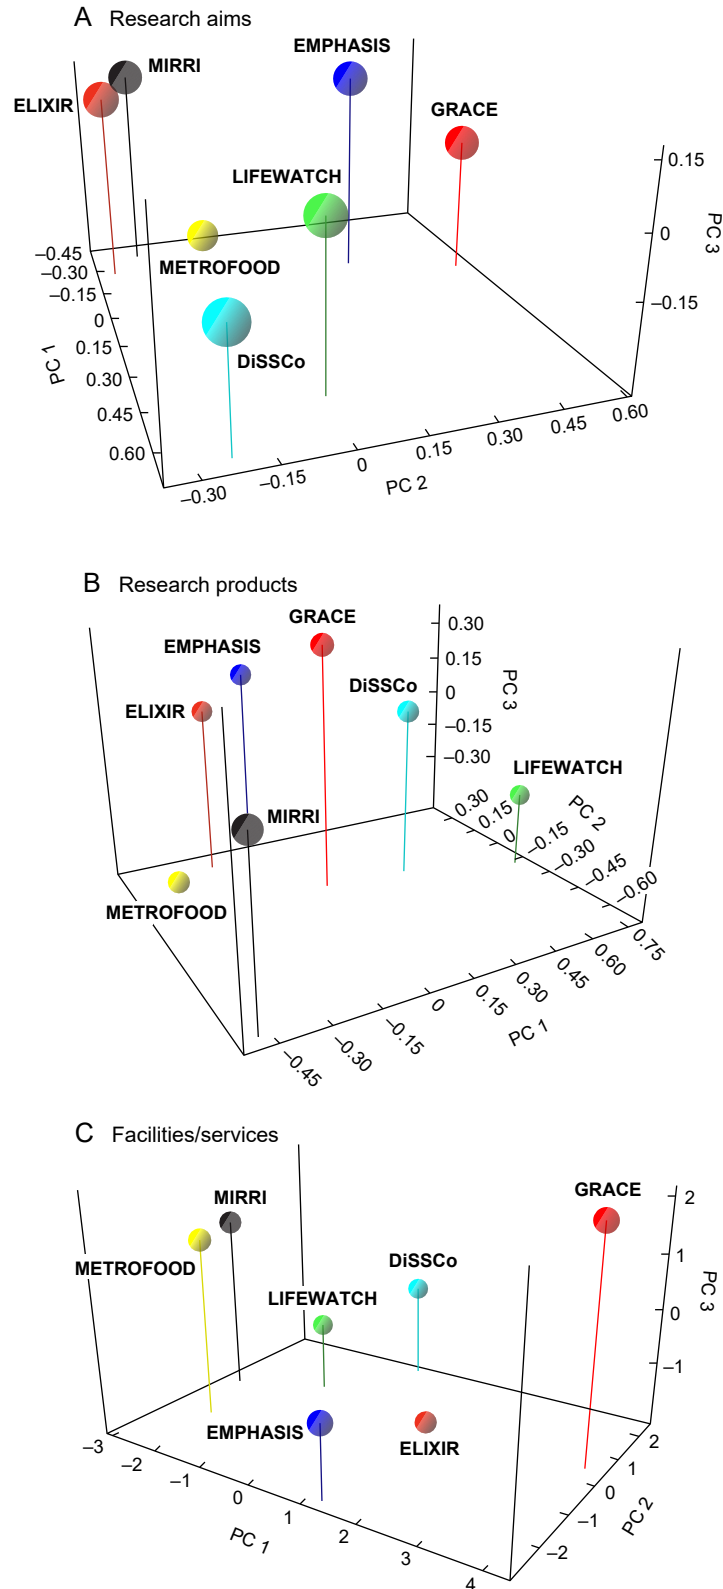 A Research aims
EMPHASIS
MIRRI
ELIXIR
GRACE
0.15
LIFEWATCH
PC 3
0
METROFOOD
–0.45
–0.30
–0.15
–0.15
0
0.15
PC 1
DiSSCo
0.30
0.45
0.60
0.60
0.45
0.30
0.15
0
–0.15
–0.30
PC 2
B Research products
GRACE
0.30
EMPHASIS
0.15
DiSSCo
PC 3
0
ELIXIR
–0.15
–0.30
LIFEWATCH
0.30
PC 2
MIRRI
0.15
0
–0.15
–0.30
–0.45
–0.60
METROFOOD
0.75
0.60
0.45
0.30
0.15
0
–0.15
–0.30
–0.45
PC 1
C Facilities/services
GRACE
MIRRI
2
DiSSCo
1
METROFOOD
PC 3
LIFEWATCH
0
–1
EMPHASIS
ELIXIR
–3
–2
–1
0
1
2
3
4
PC 1
2
1
0
–1
–2
PC 2